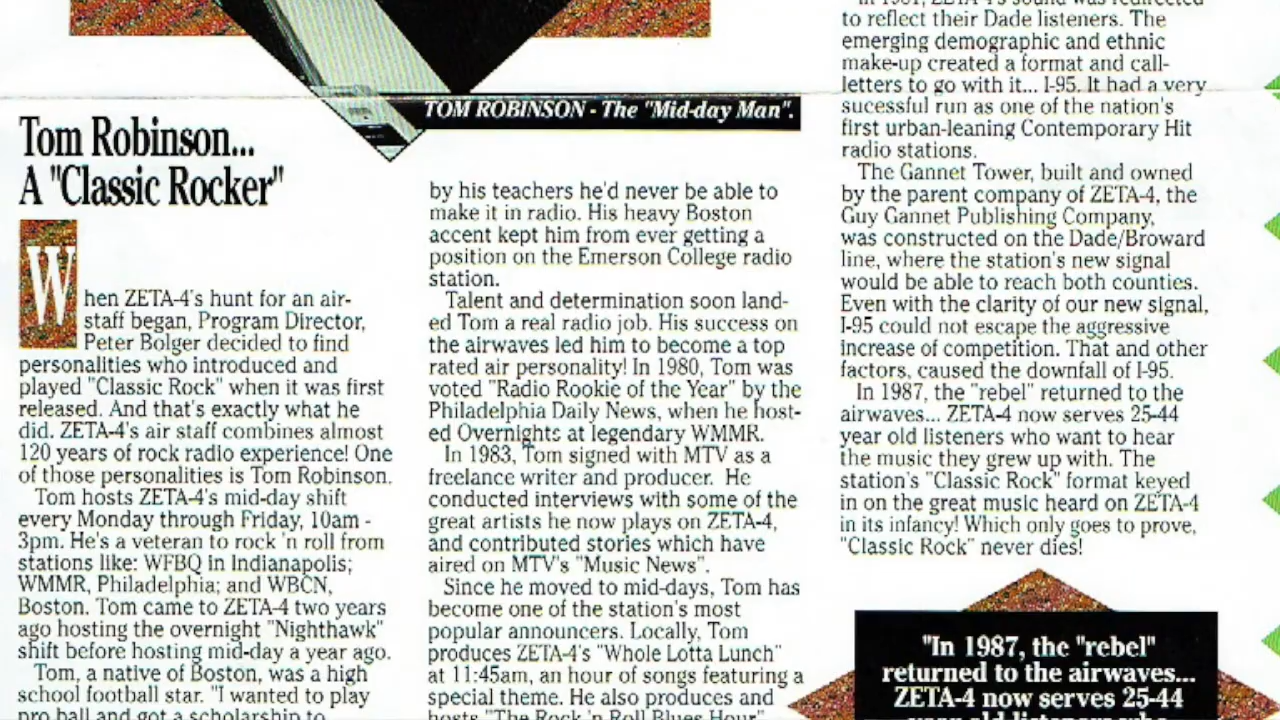 TOM ROBINSON - The "Mid-day Man".
Tom Robinson...
A "Classic Rocker"
When ZETA-4's hunt for an air-
staff began, Program Director,
Peter Bolger decided to find
personalities who introduced and
played "Classic Rock" when it was first
released. And that's exactly what he
did. ZETA-4's air staff combines almost
120 years of rock radio experience! One
of those personalities is Tom Robinson.
Tom hosts ZETA-4's mid-day shift
every Monday through Friday, 10am -
3pm. He's a veteran to rock 'n roll from
stations like: WFBQ in Indianapolis;
WMMR, Philadelphia; and WBCN,
Boston. Tom came to ZETA-4 two years
ago hosting the overnight "Nighthawk"
shift before hosting mid-day a year ago.
Tom, a native of Boston, was a high
school football star. "I wanted to play
pro ball and got a scholarship to
by his teachers he'd never be able to
make it in radio. His heavy Boston
accent kept him from ever getting a
position on the Emerson College radio
station.
Talent and determination soon land-
ed Tom a real radio job. His success on
the airwaves led him to become a top
rated air personality! In 1980, Tom was
voted "Radio Rookie of the Year" by the
Philadelphia Daily News, when he host-
ed Overnights at legendary WMMR.
In 1983, Tom signed with MTV as a
freelance writer and producer. He
conducted interviews with some of the
great artists he now plays on ZETA-4,
and contributed stories which have
aired on MTV's "Music News".
Since he moved to mid-days, Tom has
become one of the station's most
popular announcers. Locally, Tom
produces ZETA-4's "Whole Lotta Lunch"
at 11:45am, an hour of songs featuring a
special theme. He also produces and
hosts "The Rock 'n Roll Blues Hour"
In 1981, ZETA-4's sound was redirected
to reflect their Dade listeners. The
emerging demographic and ethnic
make-up created a format and call-
letters to go with it... I-95. It had a very
sucessful run as one of the nation's
first urban-leaning Contemporary Hit
radio stations.
The Gannet Tower, built and owned
by the parent company of ZETA-4, the
Guy Gannet Publishing Company,
was constructed on the Dade/Broward
line, where the station's new signal
would be able to reach both counties.
Even with the clarity of our new signal,
I-95 could not escape the aggressive
increase of competition. That and other
factors, caused the downfall of I-95.
In 1987, the "rebel" returned to the
airwaves... ZETA-4 now serves 25-44
year old listeners who want to hear
the music they grew up with. The
station's "Classic Rock" format keyed
in on the great music heard on ZETA-4
in its infancy! Which only goes to prove,
"Classic Rock" never dies!
"In 1987, the "rebel"
returned to the airwaves...
ZETA-4 now serves 25-44
year old listeners who